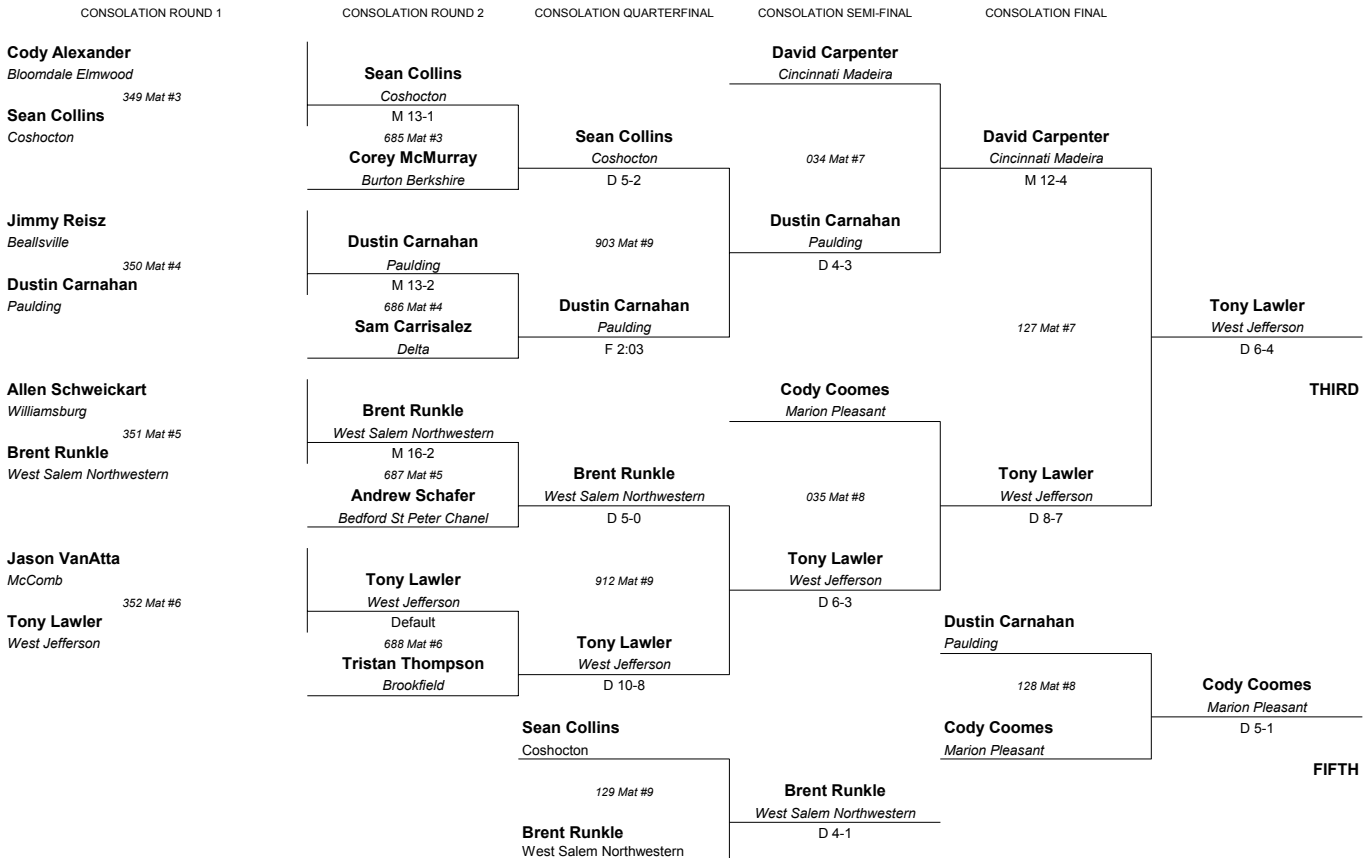 CONSOLATION ROUND 1
CONSOLATION ROUND 2
CONSOLATION QUARTERFINAL
CONSOLATION SEMI-FINAL
CONSOLATION FINAL
Cody Alexander
Bloomdale Elmwood
349 Mat #3
Sean Collins
Coshocton
Jimmy Reisz
Beallsville
350 Mat #4
Dustin Carnahan
Paulding
Allen Schweickart
Williamsburg
351 Mat #5
Brent Runkle
West Salem Northwestern
Jason VanAtta
McComb
352 Mat #6
Tony Lawler
West Jefferson
Sean Collins
Coshocton
M 13-1
685 Mat #3
Corey McMurray
Burton Berkshire
Dustin Carnahan
Paulding
M 13-2
686 Mat #4
Sam Carrisalez
Delta
Brent Runkle
West Salem Northwestern
M 16-2
687 Mat #5
Andrew Schafer
Bedford St Peter Chanel
Tony Lawler
West Jefferson
Default
688 Mat #6
Tristan Thompson
Brookfield
Sean Collins
Coshocton
D 5-2
903 Mat #9
Dustin Carnahan
Paulding
F 2:03
Brent Runkle
West Salem Northwestern
D 5-0
912 Mat #9
Tony Lawler
West Jefferson
D 10-8
Sean Collins
Coshocton
129 Mat #9
Brent Runkle
West Salem Northwestern
David Carpenter
Cincinnati Madeira
034 Mat #7
Dustin Carnahan
Paulding
D 4-3
Cody Coomes
Marion Pleasant
035 Mat #8
Tony Lawler
West Jefferson
D 6-3
Brent Runkle
West Salem Northwestern
D 4-1
David Carpenter
Cincinnati Madeira
M 12-4
127 Mat #7
Tony Lawler
West Jefferson
D 8-7
Dustin Carnahan
Paulding
128 Mat #8
Cody Coomes
Marion Pleasant
Tony Lawler
West Jefferson
D 6-4
THIRD
Cody Coomes
Marion Pleasant
D 5-1
FIFTH